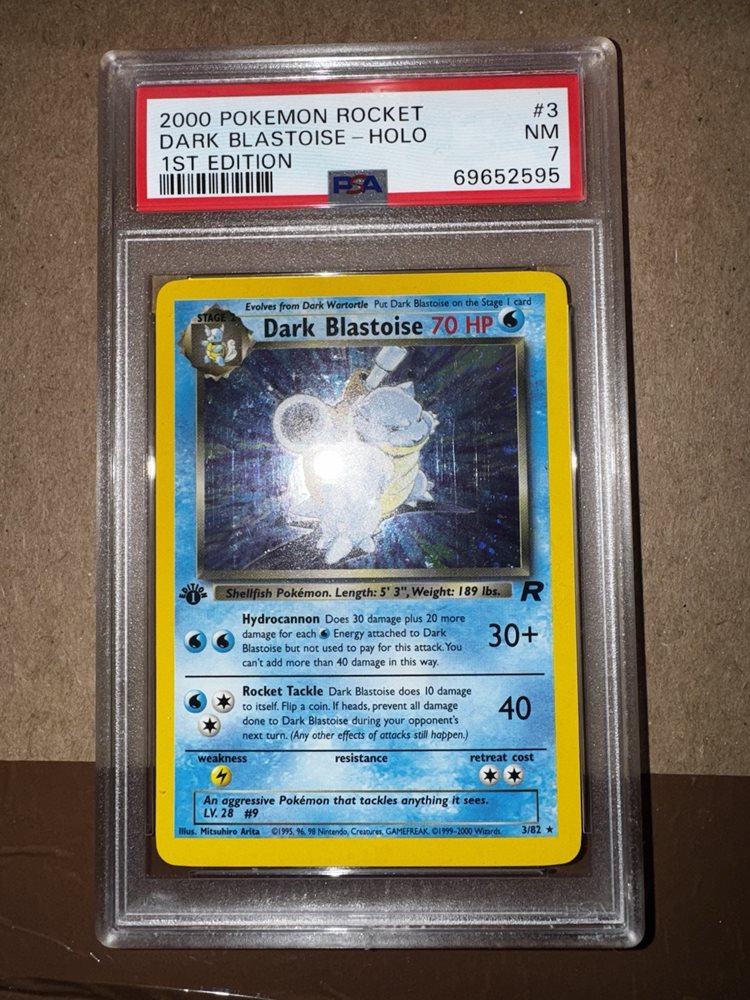 2000 POKEMON ROCKET #3
DARK BLASTOISE - HOLO NM
1ST EDITION 7
PSA 69652595
Evolves from Dark Wartortle Put Dark Blastoise on the Stage 1 card
STAGE 2 Dark Blastoise 70 HP
EDITION 1
Shellfish Pokémon. Length: 5' 3", Weight: 189 lbs. R
Hydrocannon Does 30 damage plus 20 more
damage for each Energy attached to Dark
Blastoise but not used to pay for this attack. You
can't add more than 40 damage in this way.
30+
Rocket Tackle Dark Blastoise does 10 damage
to itself. Flip a coin. If heads, prevent all damage
done to Dark Blastoise during your opponent's
next turn. (Any other effects of attacks still happen.)
40
weakness resistance retreat cost
An aggressive Pokémon that tackles anything it sees.
LV. 28 #9
Illus. Mitsuhiro Arita ©1995, 96, 98 Nintendo, Creatures, GAMEFREAK. ©1999-2000 Wizards. 3/82 ★